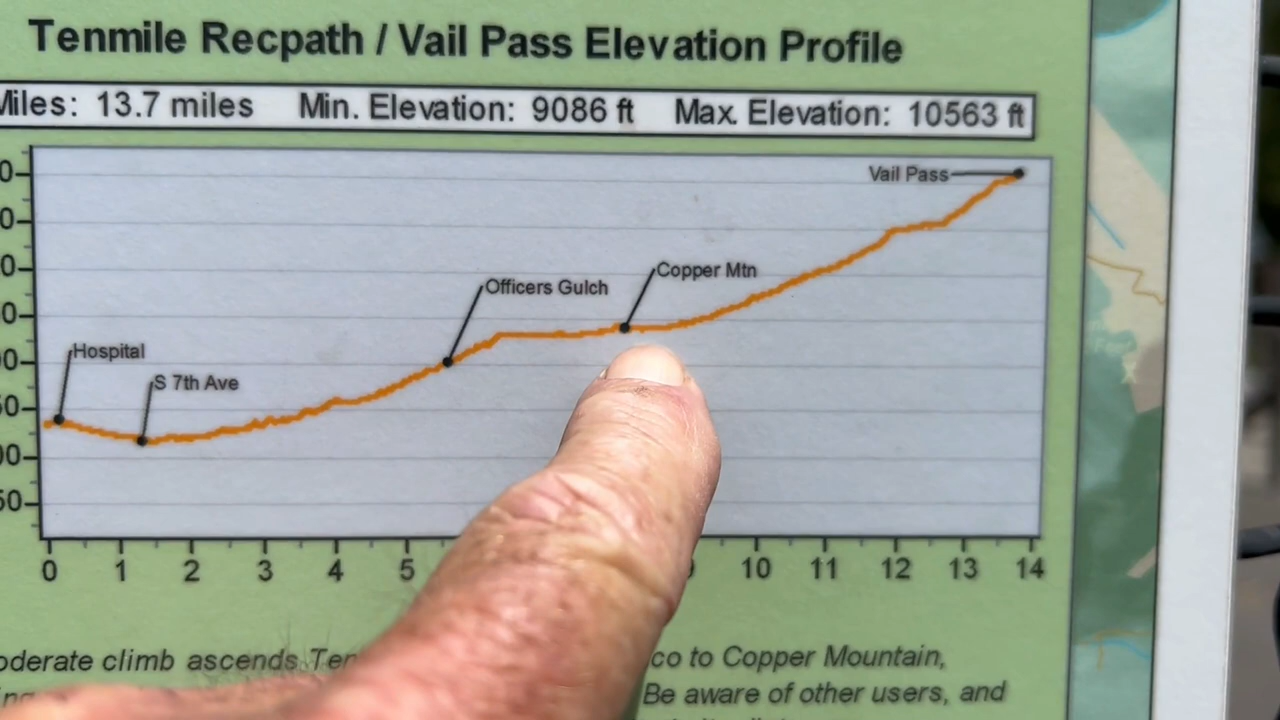 Tenmile Recpath / Vail Pass Elevation Profile
Miles: 13.7 miles Min. Elevation: 9086 ft Max. Elevation: 10563 ft
Vail Pass
Copper Mtn
Officers Gulch
Hospital
S 7th Ave
0 1 2 3 4 5 10 11 12 13 14
climb ascends co to Copper Mountain,
Be aware of other users, and